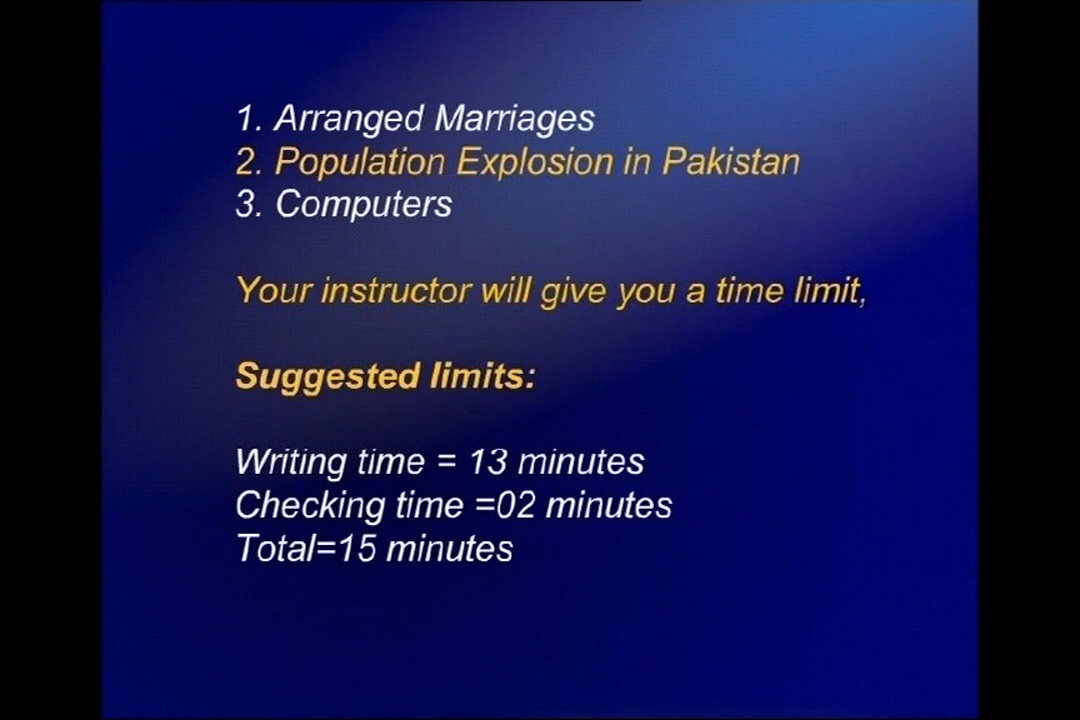 1. Arranged Marriages
2. Population Explosion in Pakistan
3. Computers
Your instructor will give you a time limit,
Suggested limits:
Writing time = 13 minutes
Checking time =02 minutes
Total=15 minutes